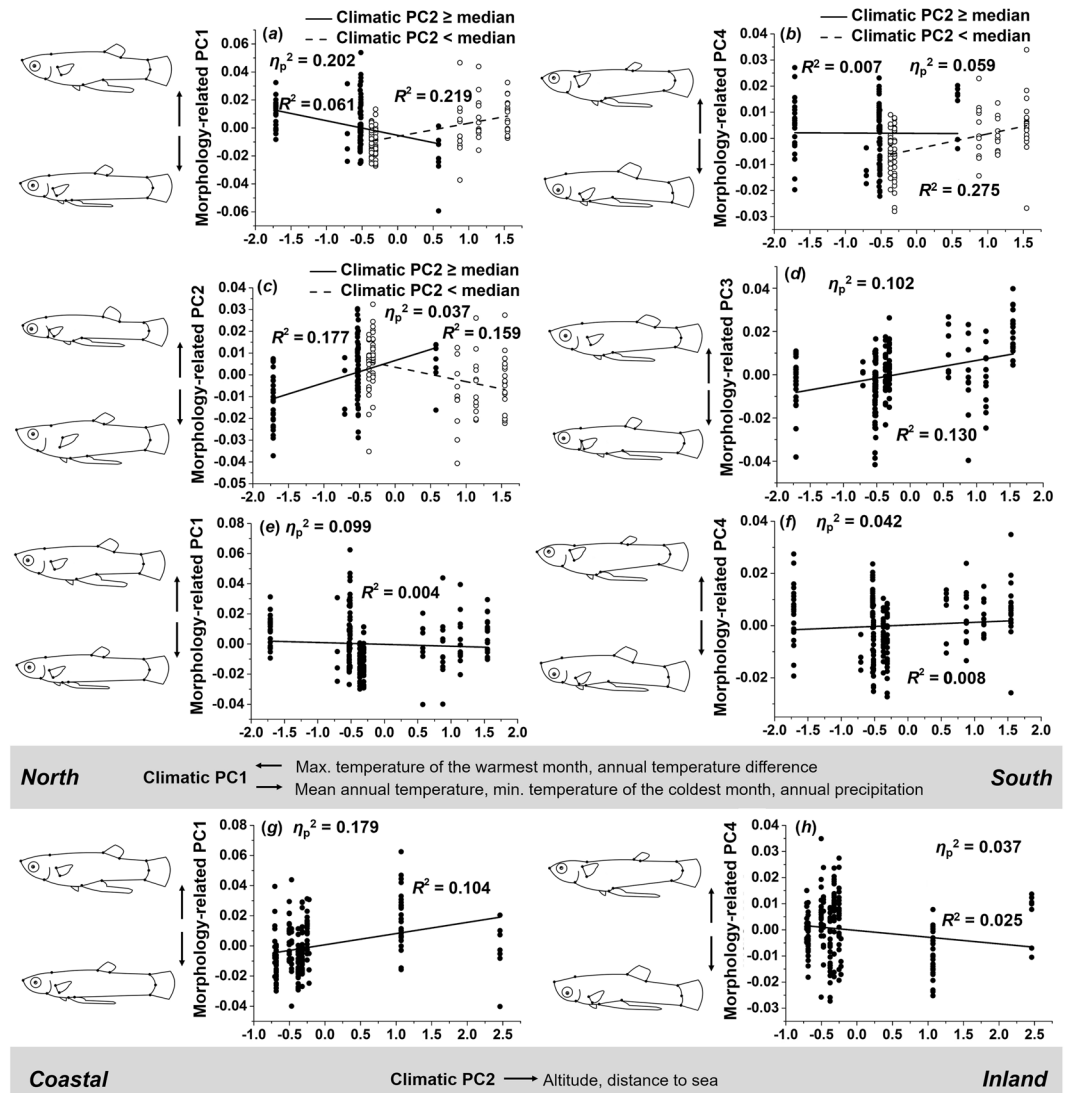 Climatic PC2 ≥ median
Climatic PC2 < median
(a)
ηp² = 0.202
R² = 0.061
R² = 0.219
Morphology-related PC1
0.06
0.04
0.02
0.00
-0.02
-0.04
-0.06
-2.0 -1.5 -1.0 -0.5 0.0 0.5 1.0 1.5 2.0
Climatic PC2 ≥ median
Climatic PC2 < median
(b)
R² = 0.007
ηp² = 0.059
R² = 0.275
Morphology-related PC4
0.04
0.03
0.02
0.01
0.00
-0.01
-0.02
-0.03
-2.0 -1.5 -1.0 -0.5 0.0 0.5 1.0 1.5 2.0
Climatic PC2 ≥ median
Climatic PC2 < median
(c)
ηp² = 0.037
R² = 0.177
R² = 0.159
Morphology-related PC2
0.04
0.03
0.02
0.01
0.00
-0.01
-0.02
-0.03
-0.04
-0.05
-2.0 -1.5 -1.0 -0.5 0.0 0.5 1.0 1.5 2.0
(d)
ηp² = 0.102
R² = 0.130
Morphology-related PC3
0.04
0.02
0.00
-0.02
-0.04
-2.0 -1.5 -1.0 -0.5 0.0 0.5 1.0 1.5 2.0
(e) ηp² = 0.099
R² = 0.004
Morphology-related PC1
0.08
0.06
0.04
0.02
0.00
-0.02
-0.04
-2.0 -1.5 -1.0 -0.5 0.0 0.5 1.0 1.5 2.0
(f) ηp² = 0.042
R² = 0.008
Morphology-related PC4
0.04
0.02
0.00
-0.02
-2.0 -1.5 -1.0 -0.5 0.0 0.5 1.0 1.5 2.0
North
Climatic PC1
← Max. temperature of the warmest month, annual temperature difference
→ Mean annual temperature, min. temperature of the coldest month, annual precipitation
South
(g) ηp² = 0.179
R² = 0.104
Morphology-related PC1
0.08
0.06
0.04
0.02
0.00
-0.02
-0.04
-1.0 -0.5 0.0 0.5 1.0 1.5 2.0 2.5
(h)
ηp² = 0.037
R² = 0.025
Morphology-related PC4
0.04
0.03
0.02
0.01
0.00
-0.01
-0.02
-0.03
-1.0 -0.5 0.0 0.5 1.0 1.5 2.0 2.5
Coastal
Climatic PC2 → Altitude, distance to sea
Inland